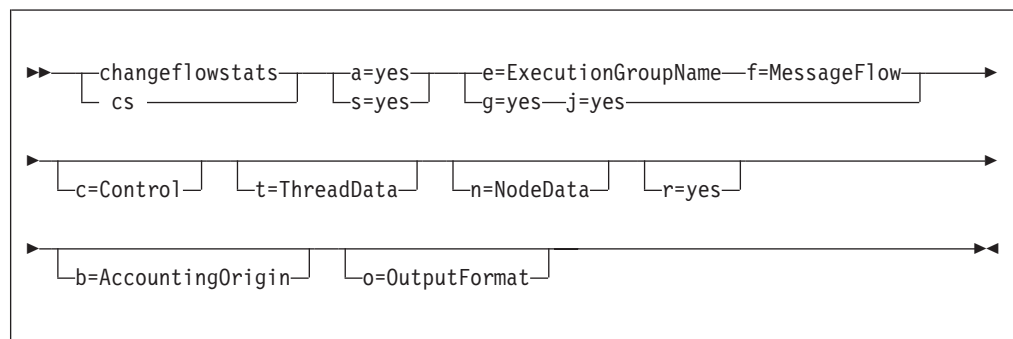 changeflowstats a=yes e=ExecutionGroupName f=MessageFlow
cs s=yes g=yes j=yes
c=Control t=ThreadData n=NodeData r=yes
b=AccountingOrigin o=OutputFormat